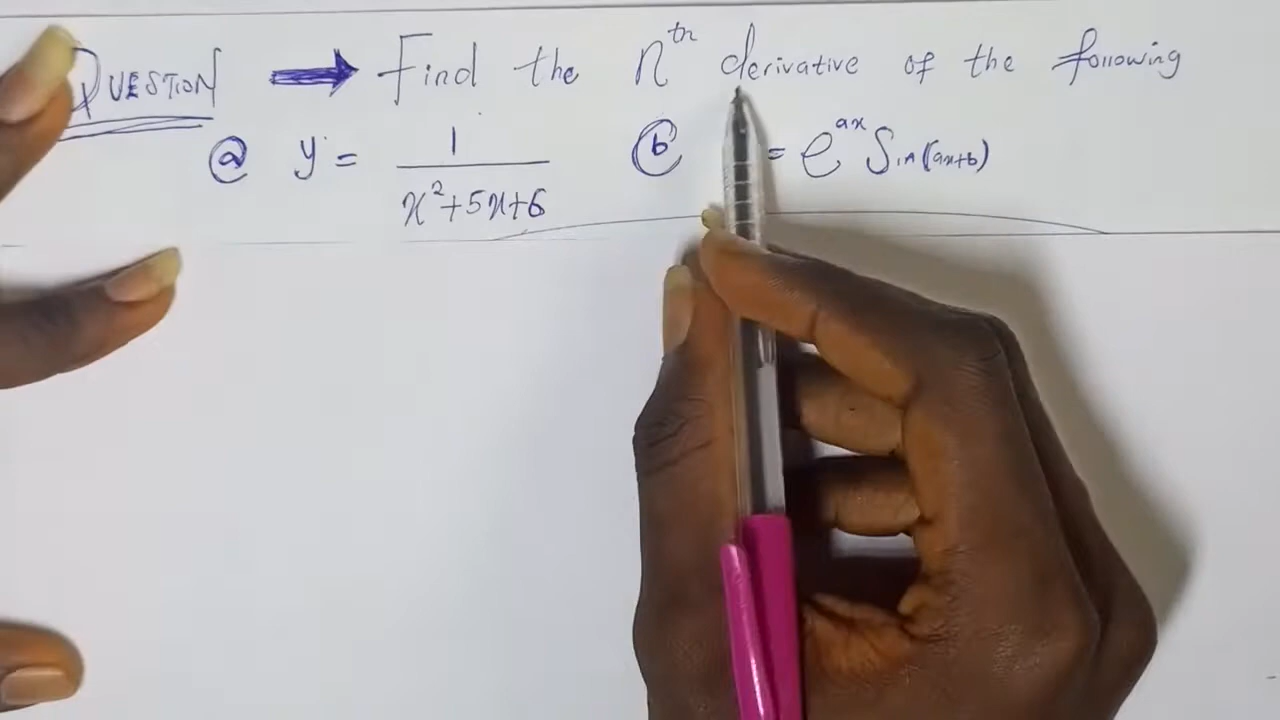 QUESTION → Find the nth derivative of the following
(a) y = 1/(x²+5x+6) (b) = e^(ax) Sin(ax+b)